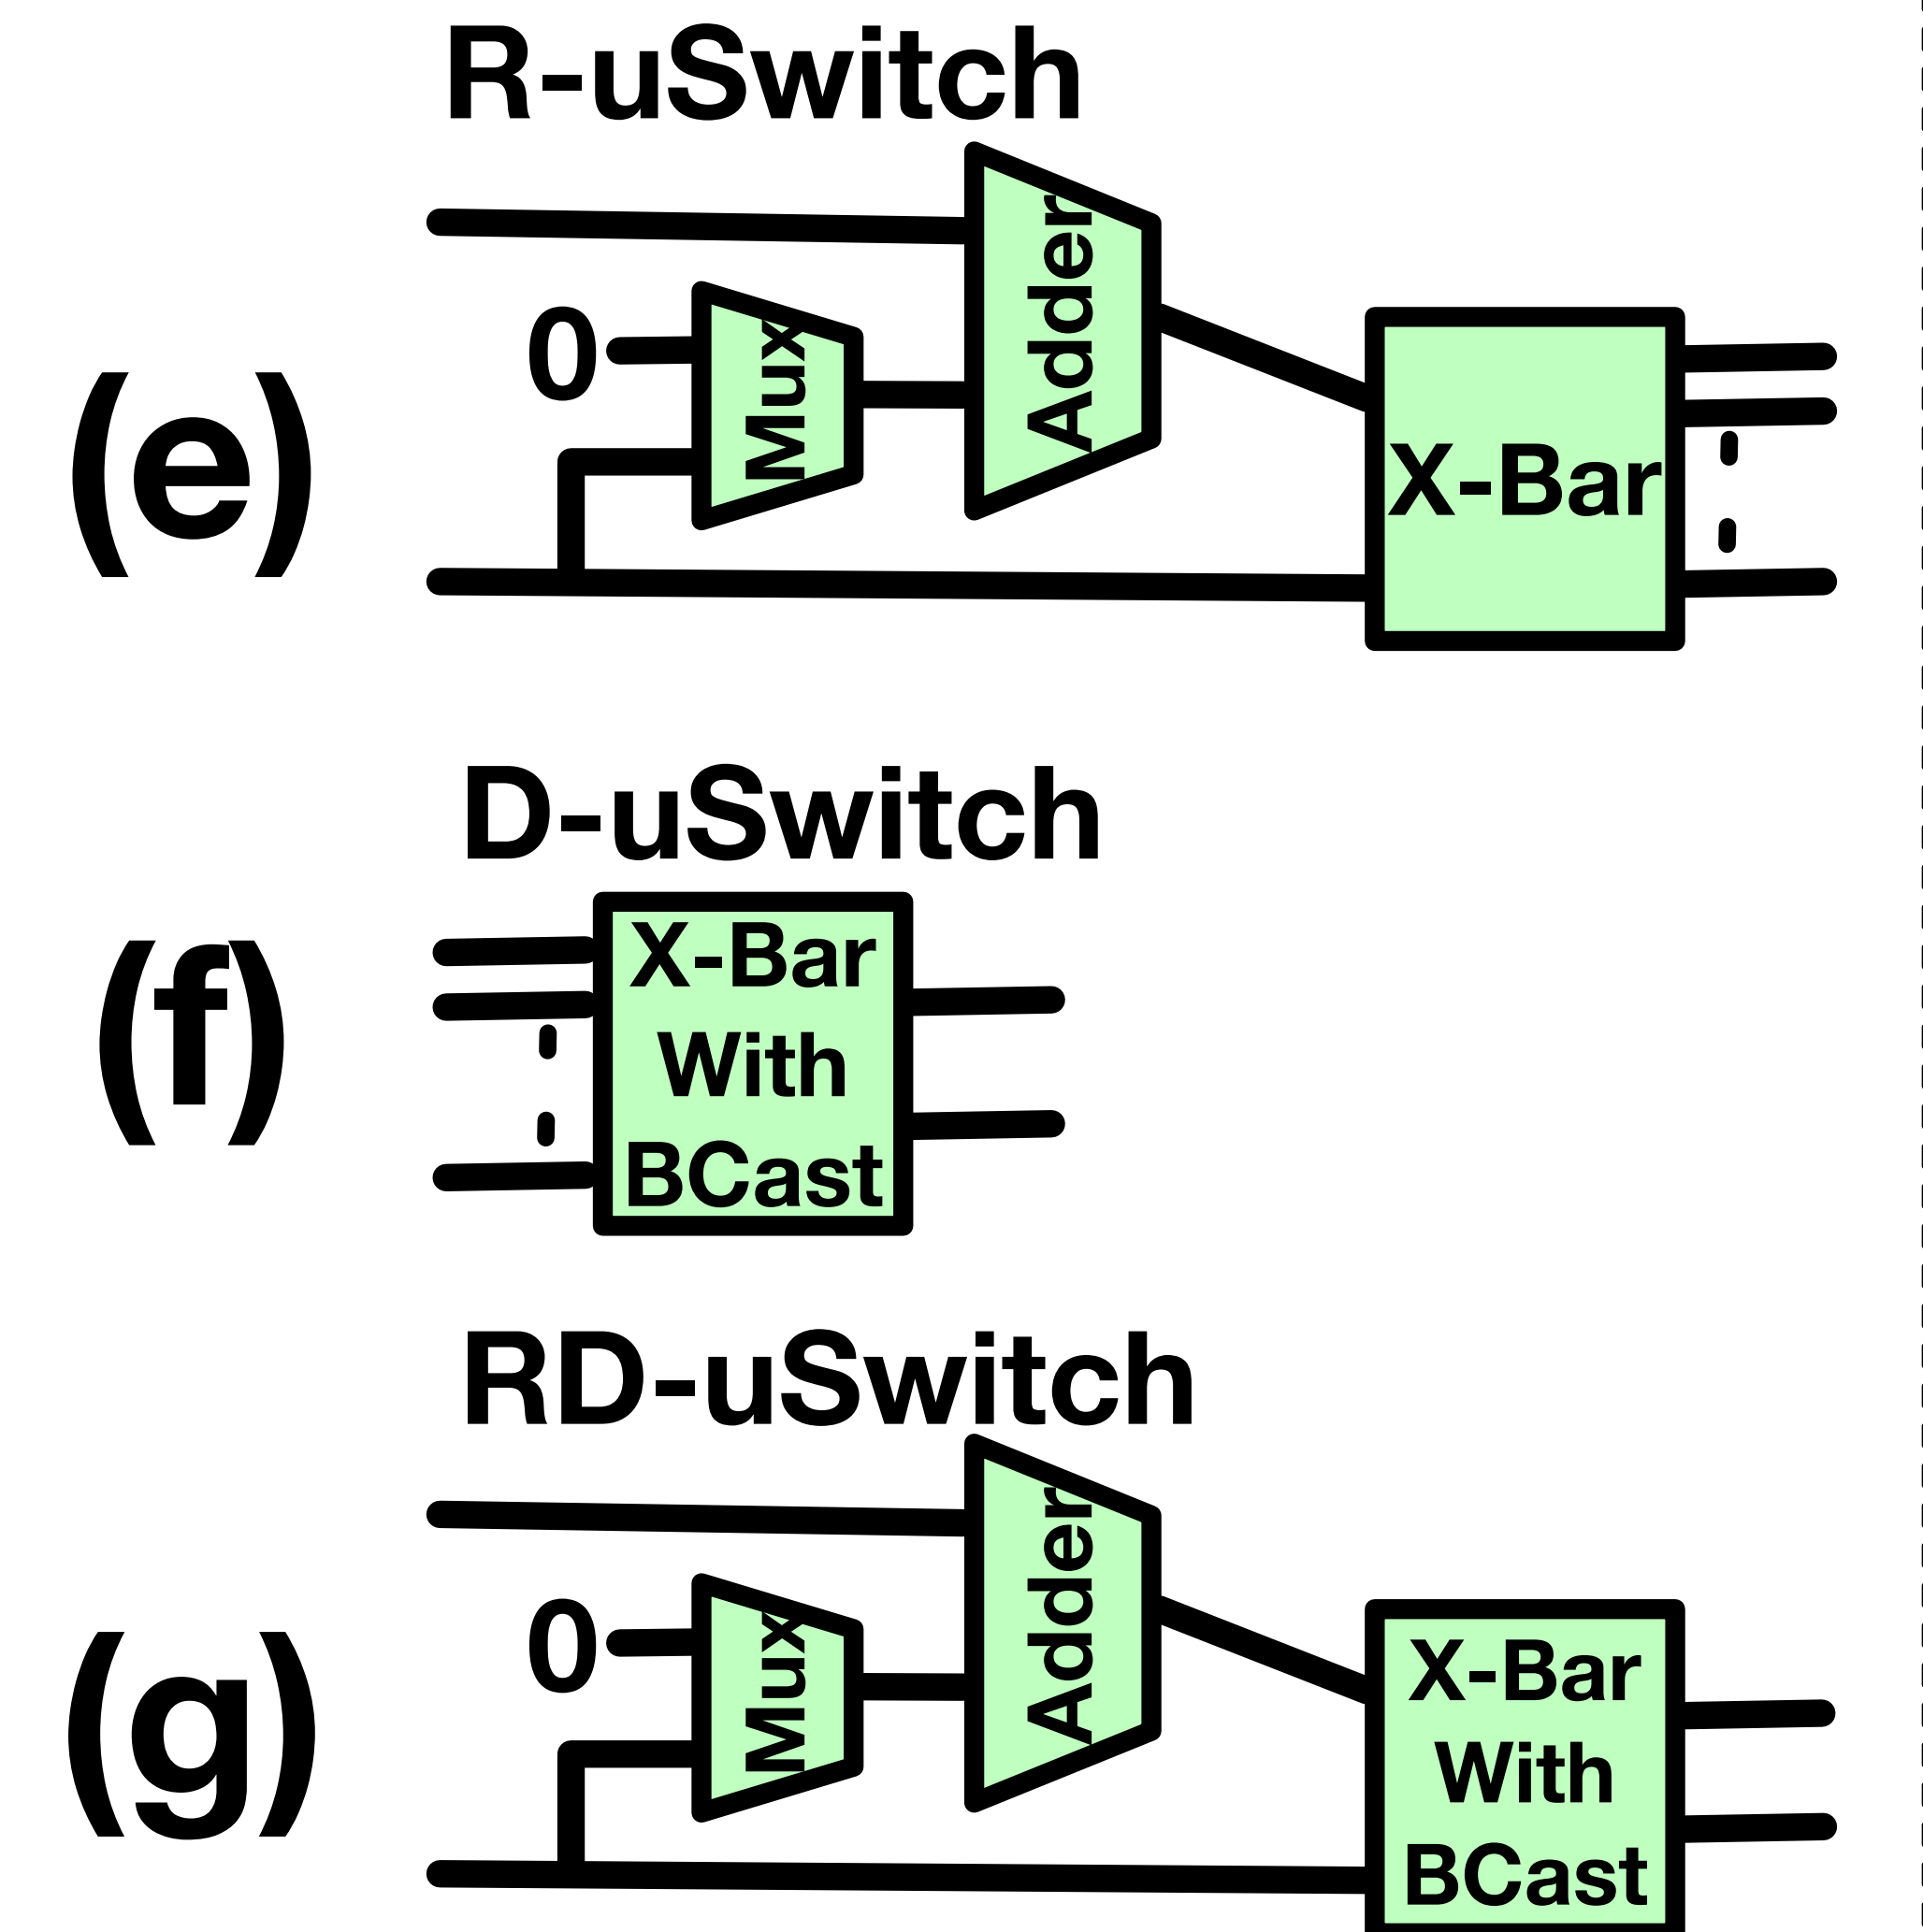 R-uSwitch
Adder
0
Mux
(e)
X-Bar
D-uSwitch
(f)
X-Bar
With
BCast
RD-uSwitch
Adder
0
Mux
(g)
X-Bar
With
BCast